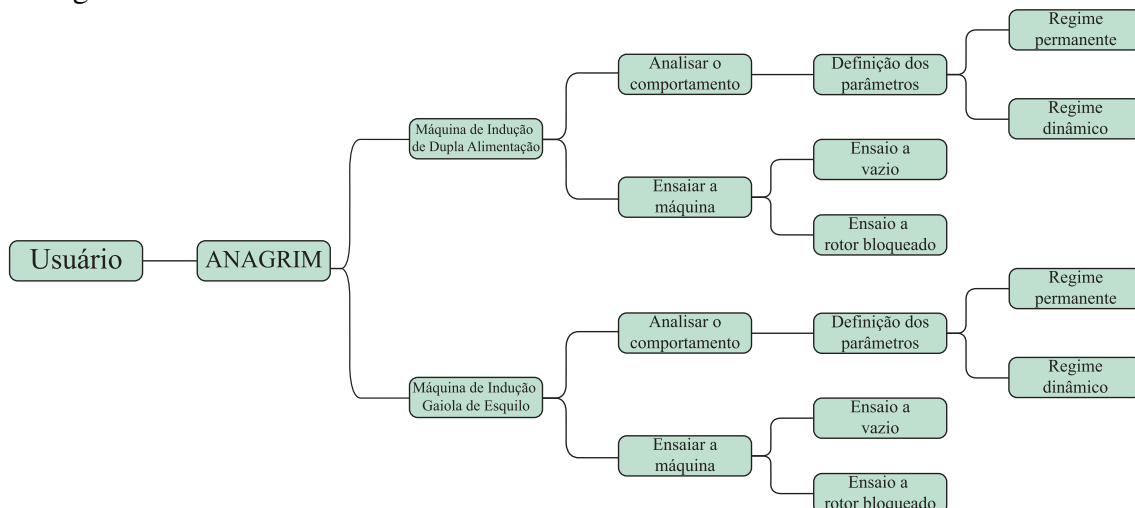 Regime
permanente
Analisar o
comportamento
Definição dos
parâmetros
Regime
dinâmico
Máquina de Indução
de Dupla Alimentação
Ensaio a
vazio
Ensaiar a
máquina
Ensaio a
rotor bloqueado
Usuário
ANAGRIM
Regime
permanente
Analisar o
comportamento
Definição dos
parâmetros
Regime
dinâmico
Máquina de Indução
Gaiola de Esquilo
Ensaio a
vazio
Ensaiar a
máquina
Ensaio a
rotor bloqueado